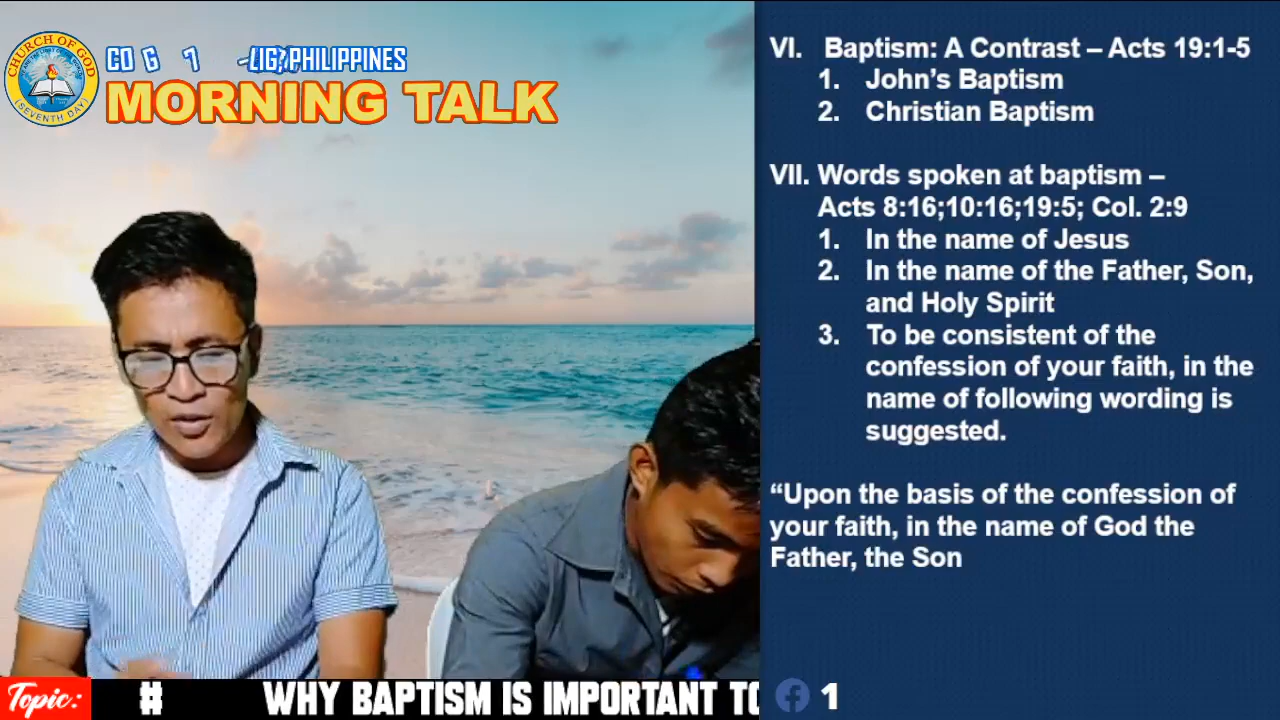 CHURCH OF GOD
(SEVENTH DAY)
CO G 7 -LIG PHILIPPINES
MORNING TALK
VI. Baptism: A Contrast – Acts 19:1-5
1. John’s Baptism
2. Christian Baptism
VII. Words spoken at baptism –
Acts 8:16;10:16;19:5; Col. 2:9
1. In the name of Jesus
2. In the name of the Father, Son,
and Holy Spirit
3. To be consistent of the
confession of your faith, in the
name of following wording is
suggested.
“Upon the basis of the confession of
your faith, in the name of God the
Father, the Son
Topic: # WHY BAPTISM IS IMPORTANT TO
1